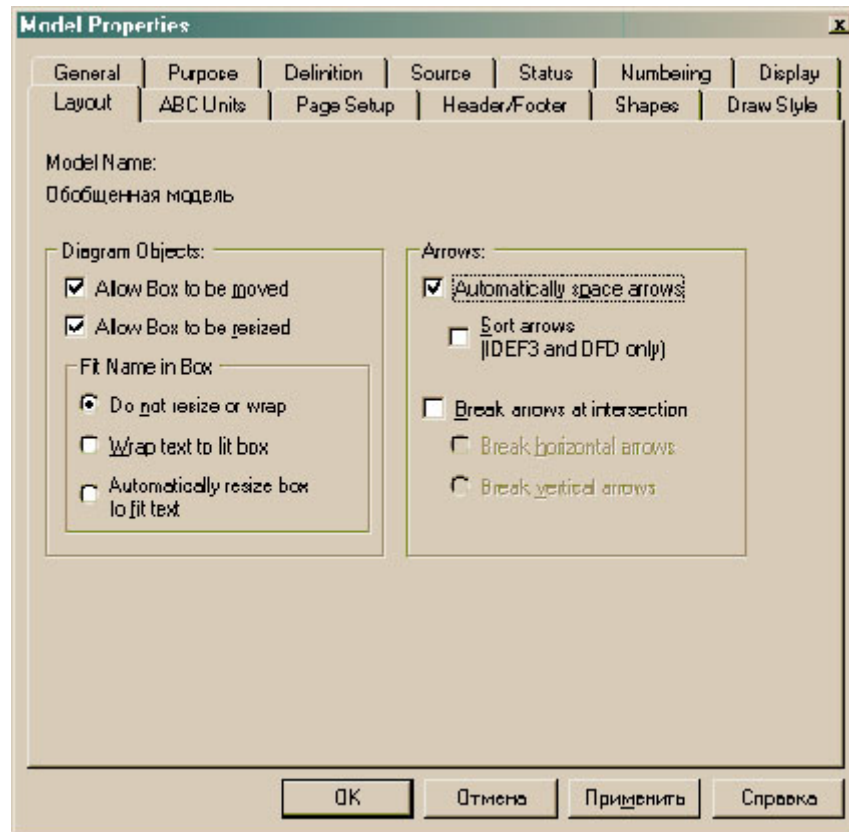 Model Properties
General Purpose Definition Source Status Numbering Display
Layout ABC Units Page Setup Header/Footer Shapes Draw Style
Model Name:
Обобщенная модель
Diagram Objects:
Allow Box to be moved
Allow Box to be resized
Fit Name in Box
Do not resize or wrap
Wrap text to fit box
Automatically resize box
to fit text
Arrows:
Automatically space arrows
Sort arrows
(IDEF3 and DFD only)
Break arrows at intersection
Break horizontal arrows
Break vertical arrows
OK Отмена Применить Справка